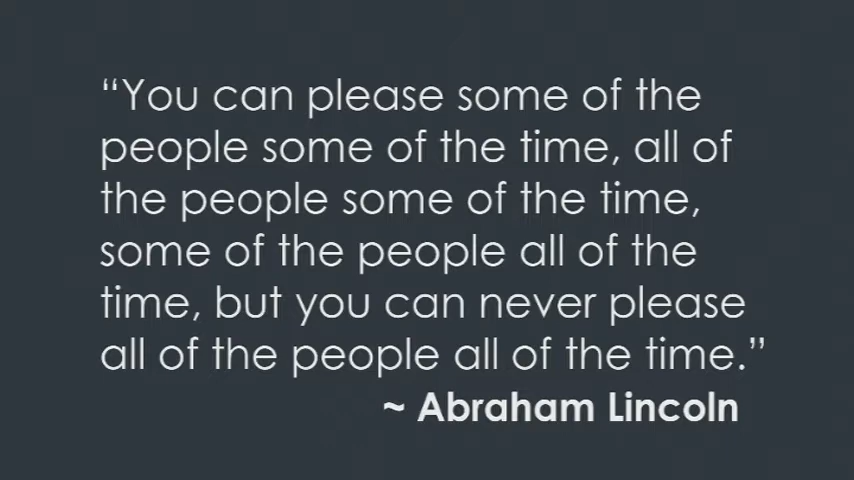 “You can please some of the
people some of the time, all of
the people some of the time,
some of the people all of the
time, but you can never please
all of the people all of the time.”
~ Abraham Lincoln